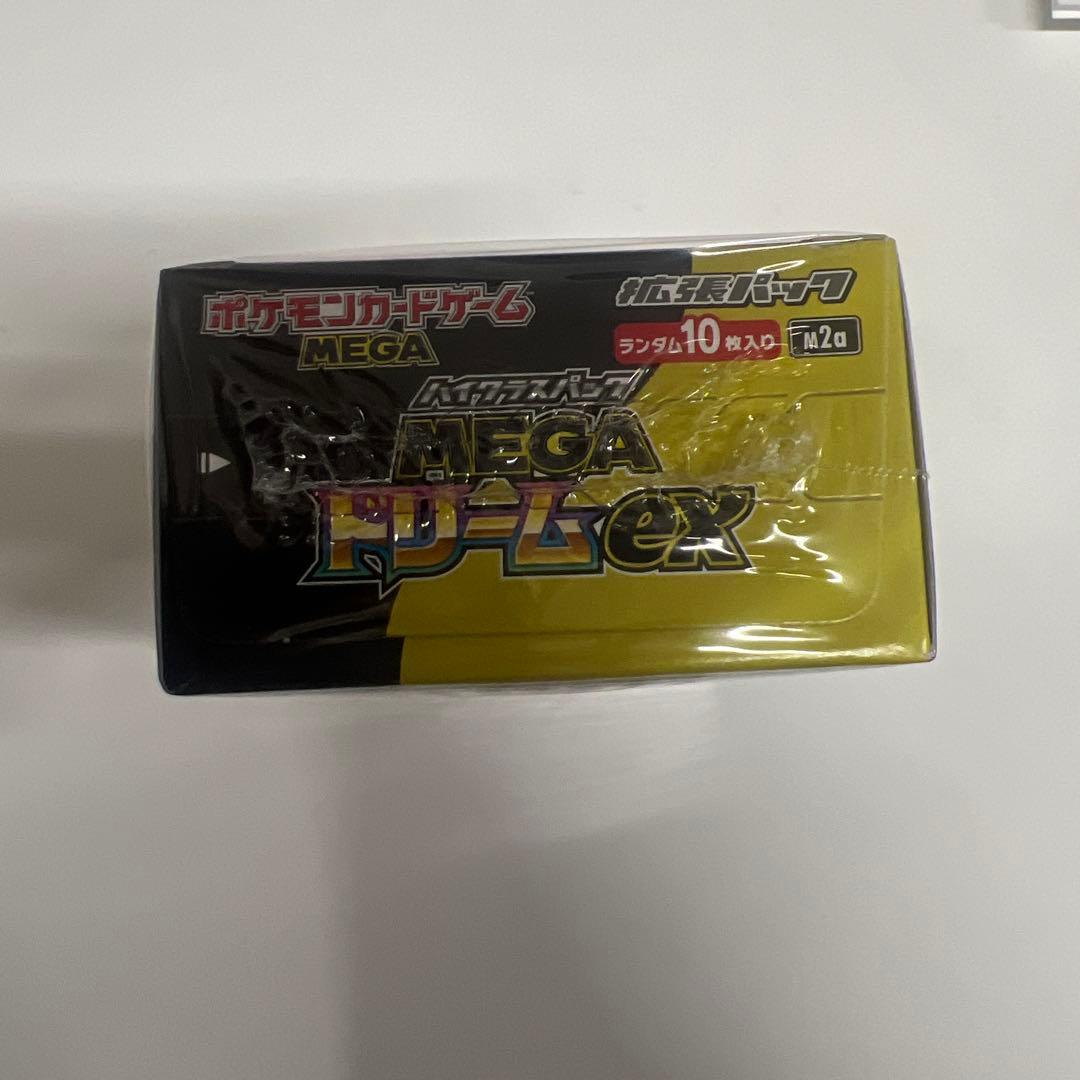 ポケモンカードゲーム
MEGA
拡張パック
ランダム10枚入り
M2a
ハイクラスパック
MEGA
ドリームex